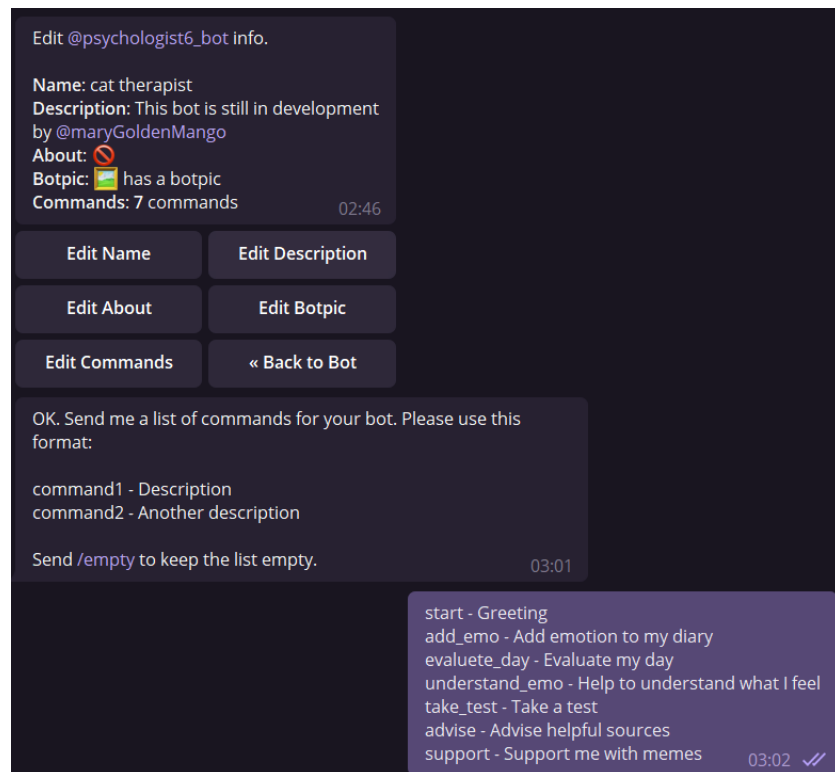 Edit @psychologist6_bot info.
Name: cat therapist
Description: This bot is still in development
by @maryGoldenMango
About: 🚫
Botpic: 🖼 has a botpic
Commands: 7 commands
02:46
Edit Name
Edit Description
Edit About
Edit Botpic
Edit Commands
« Back to Bot
OK. Send me a list of commands for your bot. Please use this
format:
command1 - Description
command2 - Another description
Send /empty to keep the list empty.
03:01
start - Greeting
add_emo - Add emotion to my diary
evaluete_day - Evaluate my day
understand_emo - Help to understand what I feel
take_test - Take a test
advise - Advise helpful sources
support - Support me with memes
03:02